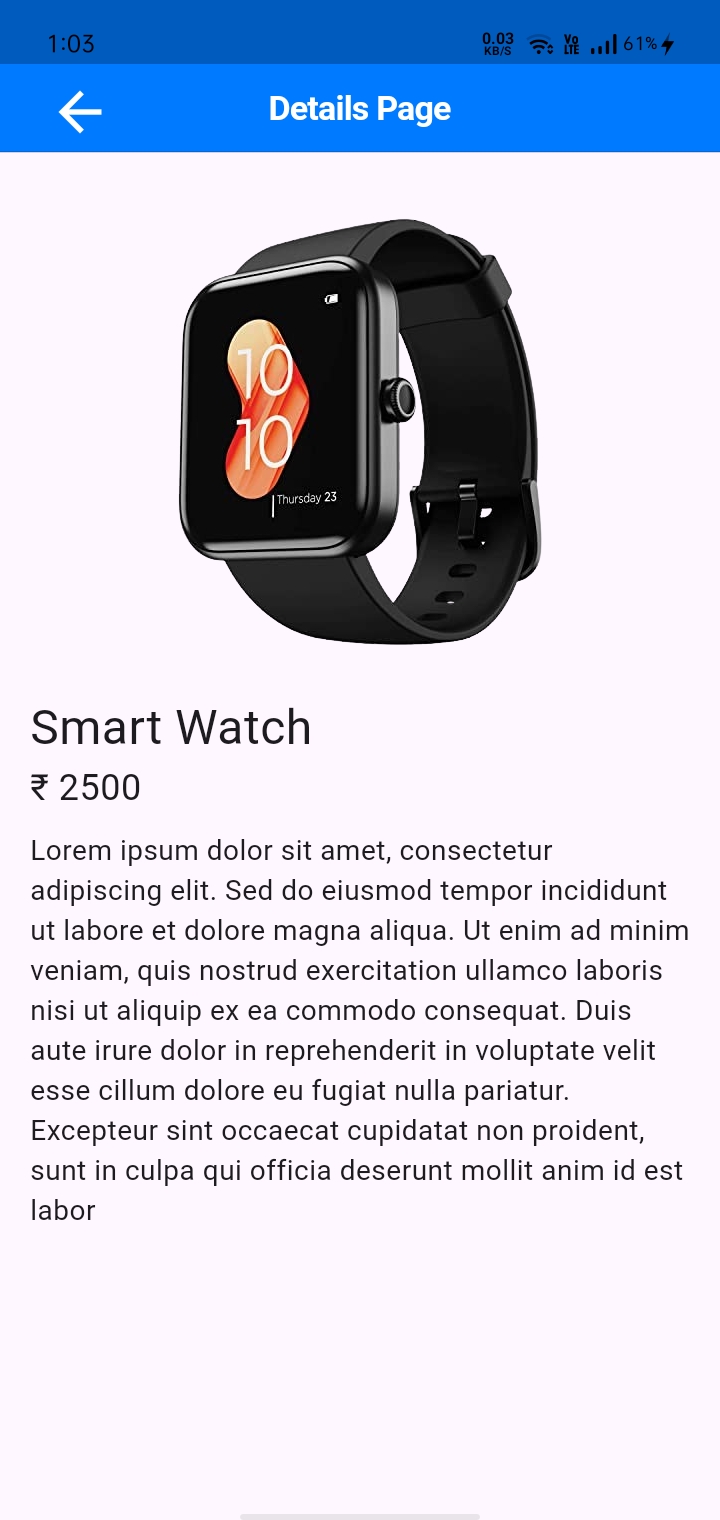 1:03
0.03
KB/S
Vo
LTE
61%
Details Page
10
10
Thursday 23
Smart Watch
₹ 2500
Lorem ipsum dolor sit amet, consectetur
adipiscing elit. Sed do eiusmod tempor incididunt
ut labore et dolore magna aliqua. Ut enim ad minim
veniam, quis nostrud exercitation ullamco laboris
nisi ut aliquip ex ea commodo consequat. Duis
aute irure dolor in reprehenderit in voluptate velit
esse cillum dolore eu fugiat nulla pariatur.
Excepteur sint occaecat cupidatat non proident,
sunt in culpa qui officia deserunt mollit anim id est
labor